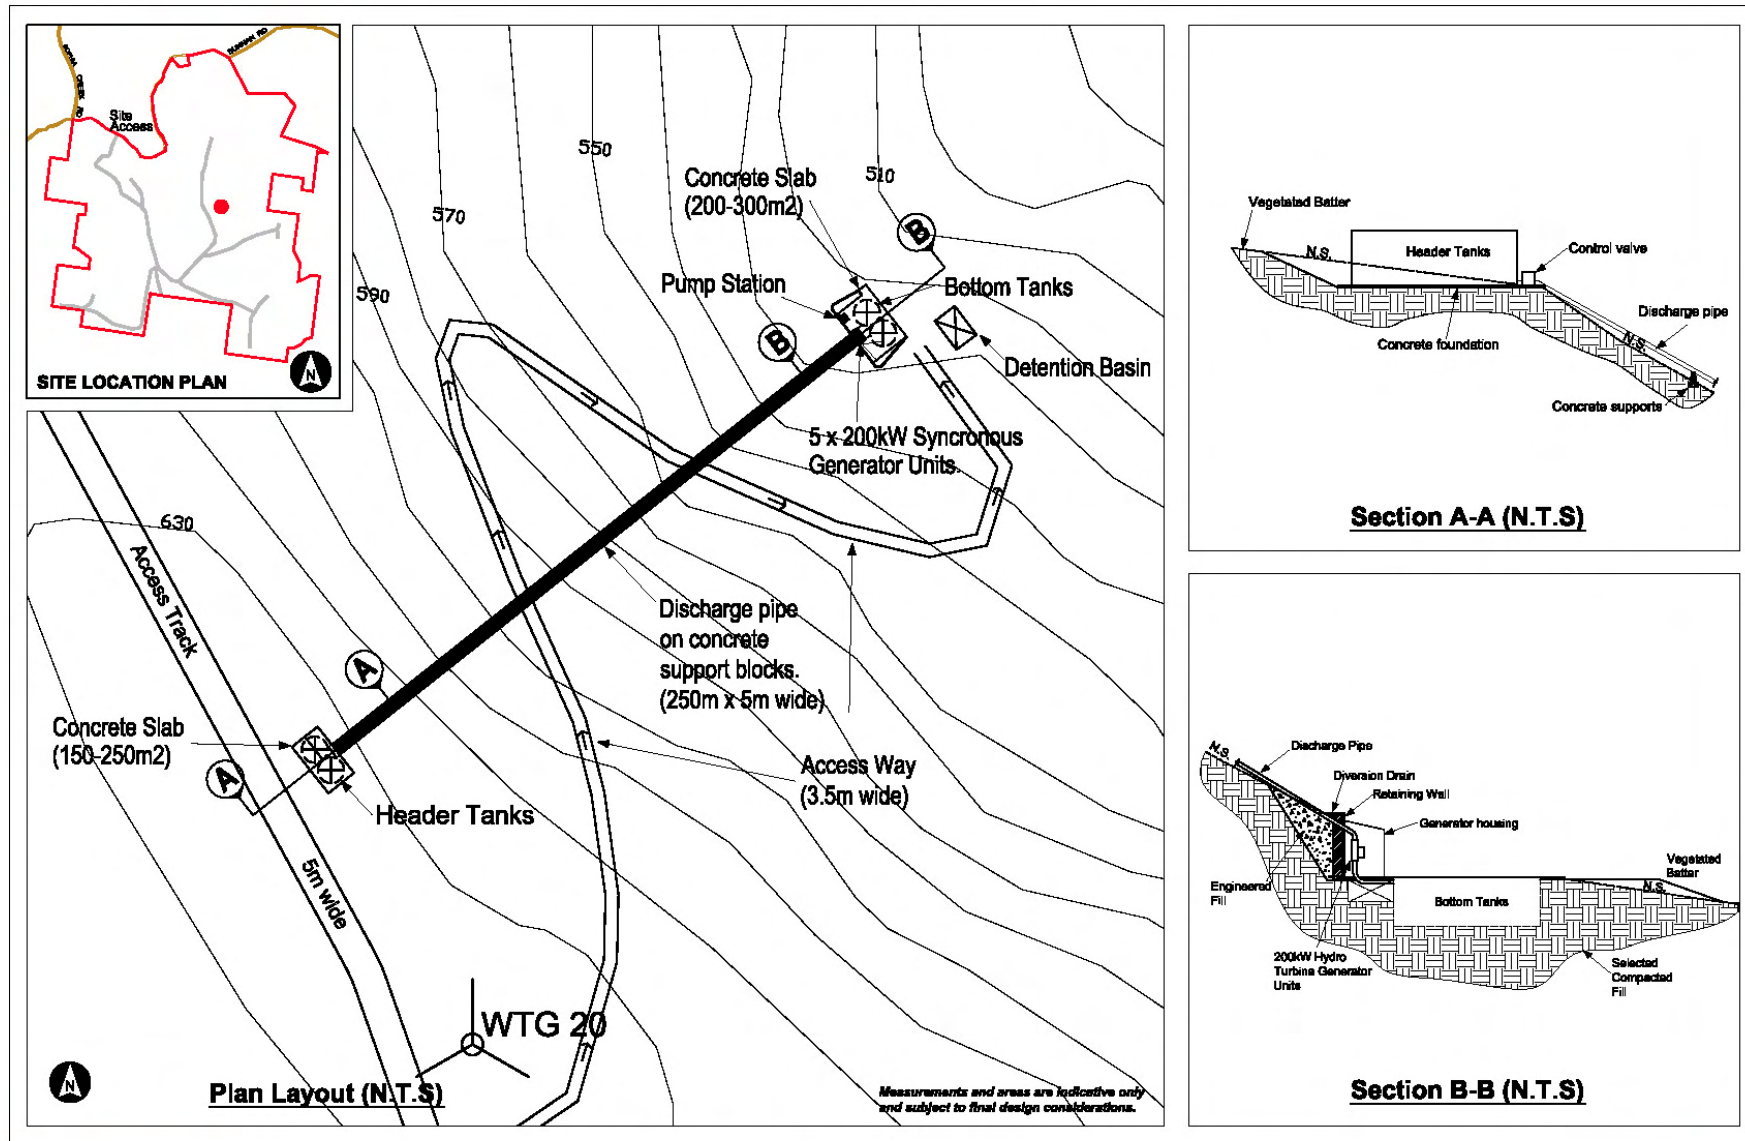 BORAH CREEK RD
BUNNAN RD
Site
Access
SITE LOCATION PLAN
N
550
510
570
590
630
Concrete Slab
(200-300m2)
B
Pump Station
Bottom Tanks
B
Detention Basin
5 x 200kW Syncronous
Generator Units.
Access Track
Discharge pipe
on concrete
support blocks.
(250m x 5m wide)
A
Concrete Slab
(150-250m2)
A
Header Tanks
Access Way
(3.5m wide)
5m wide
WTG 20
N
Plan Layout (N.T.S)
Measurements and areas are indicative only
and subject to final design considerations.
Vegetated Batter
N.S.
Header Tanks
Control valve
Discharge pipe
N.S.
Concrete foundation
Concrete supports
Section A-A (N.T.S)
N.S.
Discharge Pipe
Diversion Drain
Retaining Wall
Generator housing
Vegetated
Batter
N.S.
Engineered
Fill
Bottom Tanks
200kW Hydro
Turbine Generator
Units
Selected
Compacted
Fill
Section B-B (N.T.S)